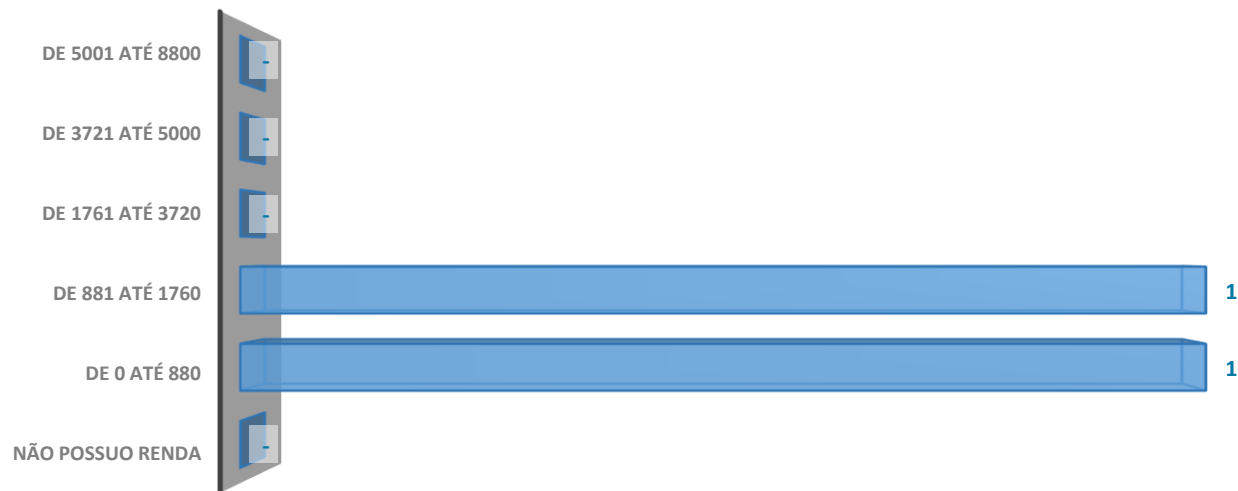 DE 5001 ATÉ 8800 -
DE 3721 ATÉ 5000 -
DE 1761 ATÉ 3720 -
DE 881 ATÉ 1760 1
DE 0 ATÉ 880 1
NÃO POSSUO RENDA -